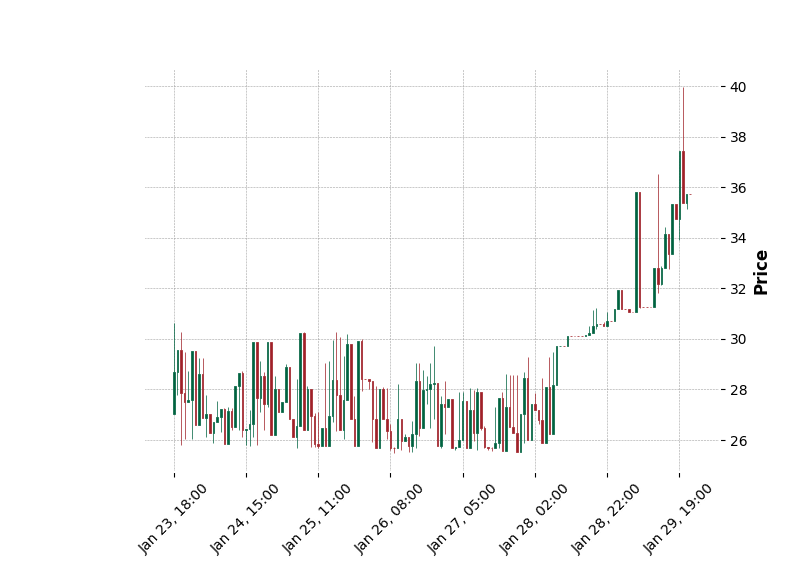 40
38
36
34
32
30
28
26
Price
Jan 23, 18:00
Jan 24, 15:00
Jan 25, 11:00
Jan 26, 08:00
Jan 27, 05:00
Jan 28, 02:00
Jan 28, 22:00
Jan 29, 19:00